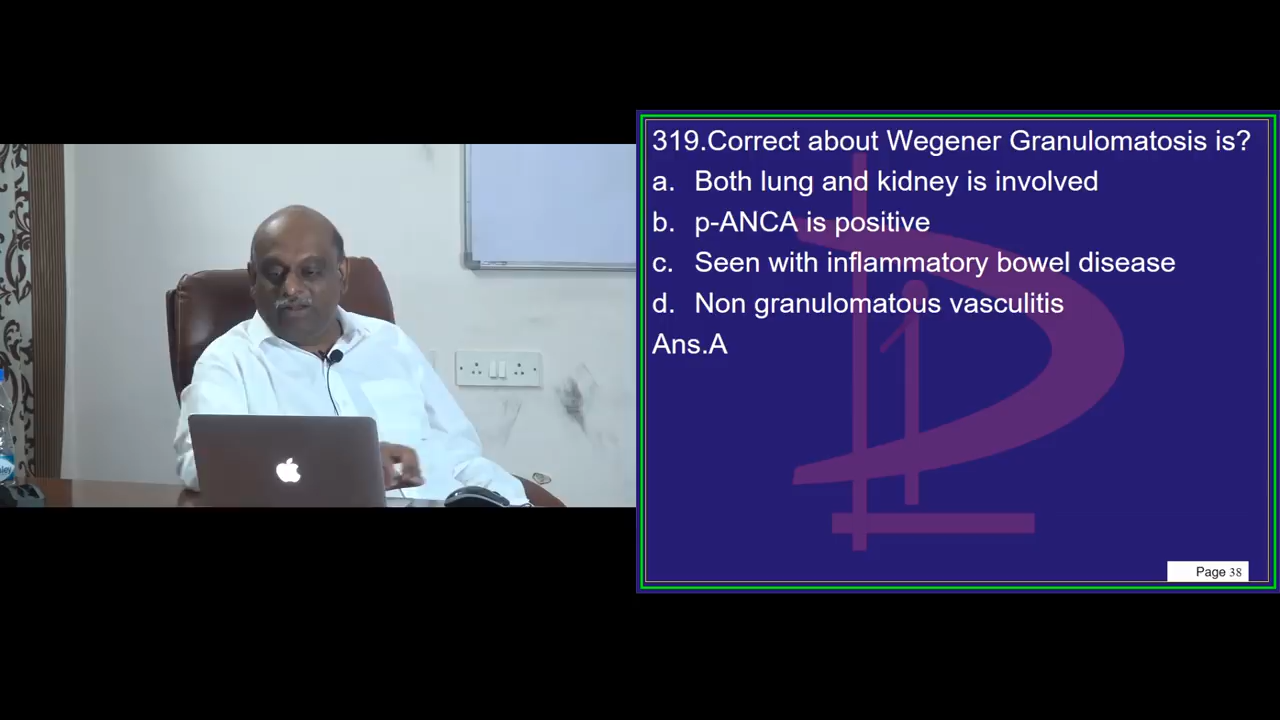 319.Correct about Wegener Granulomatosis is?
a. Both lung and kidney is involved
b. p-ANCA is positive
c. Seen with inflammatory bowel disease
d. Non granulomatous vasculitis
Ans.A
Page 38